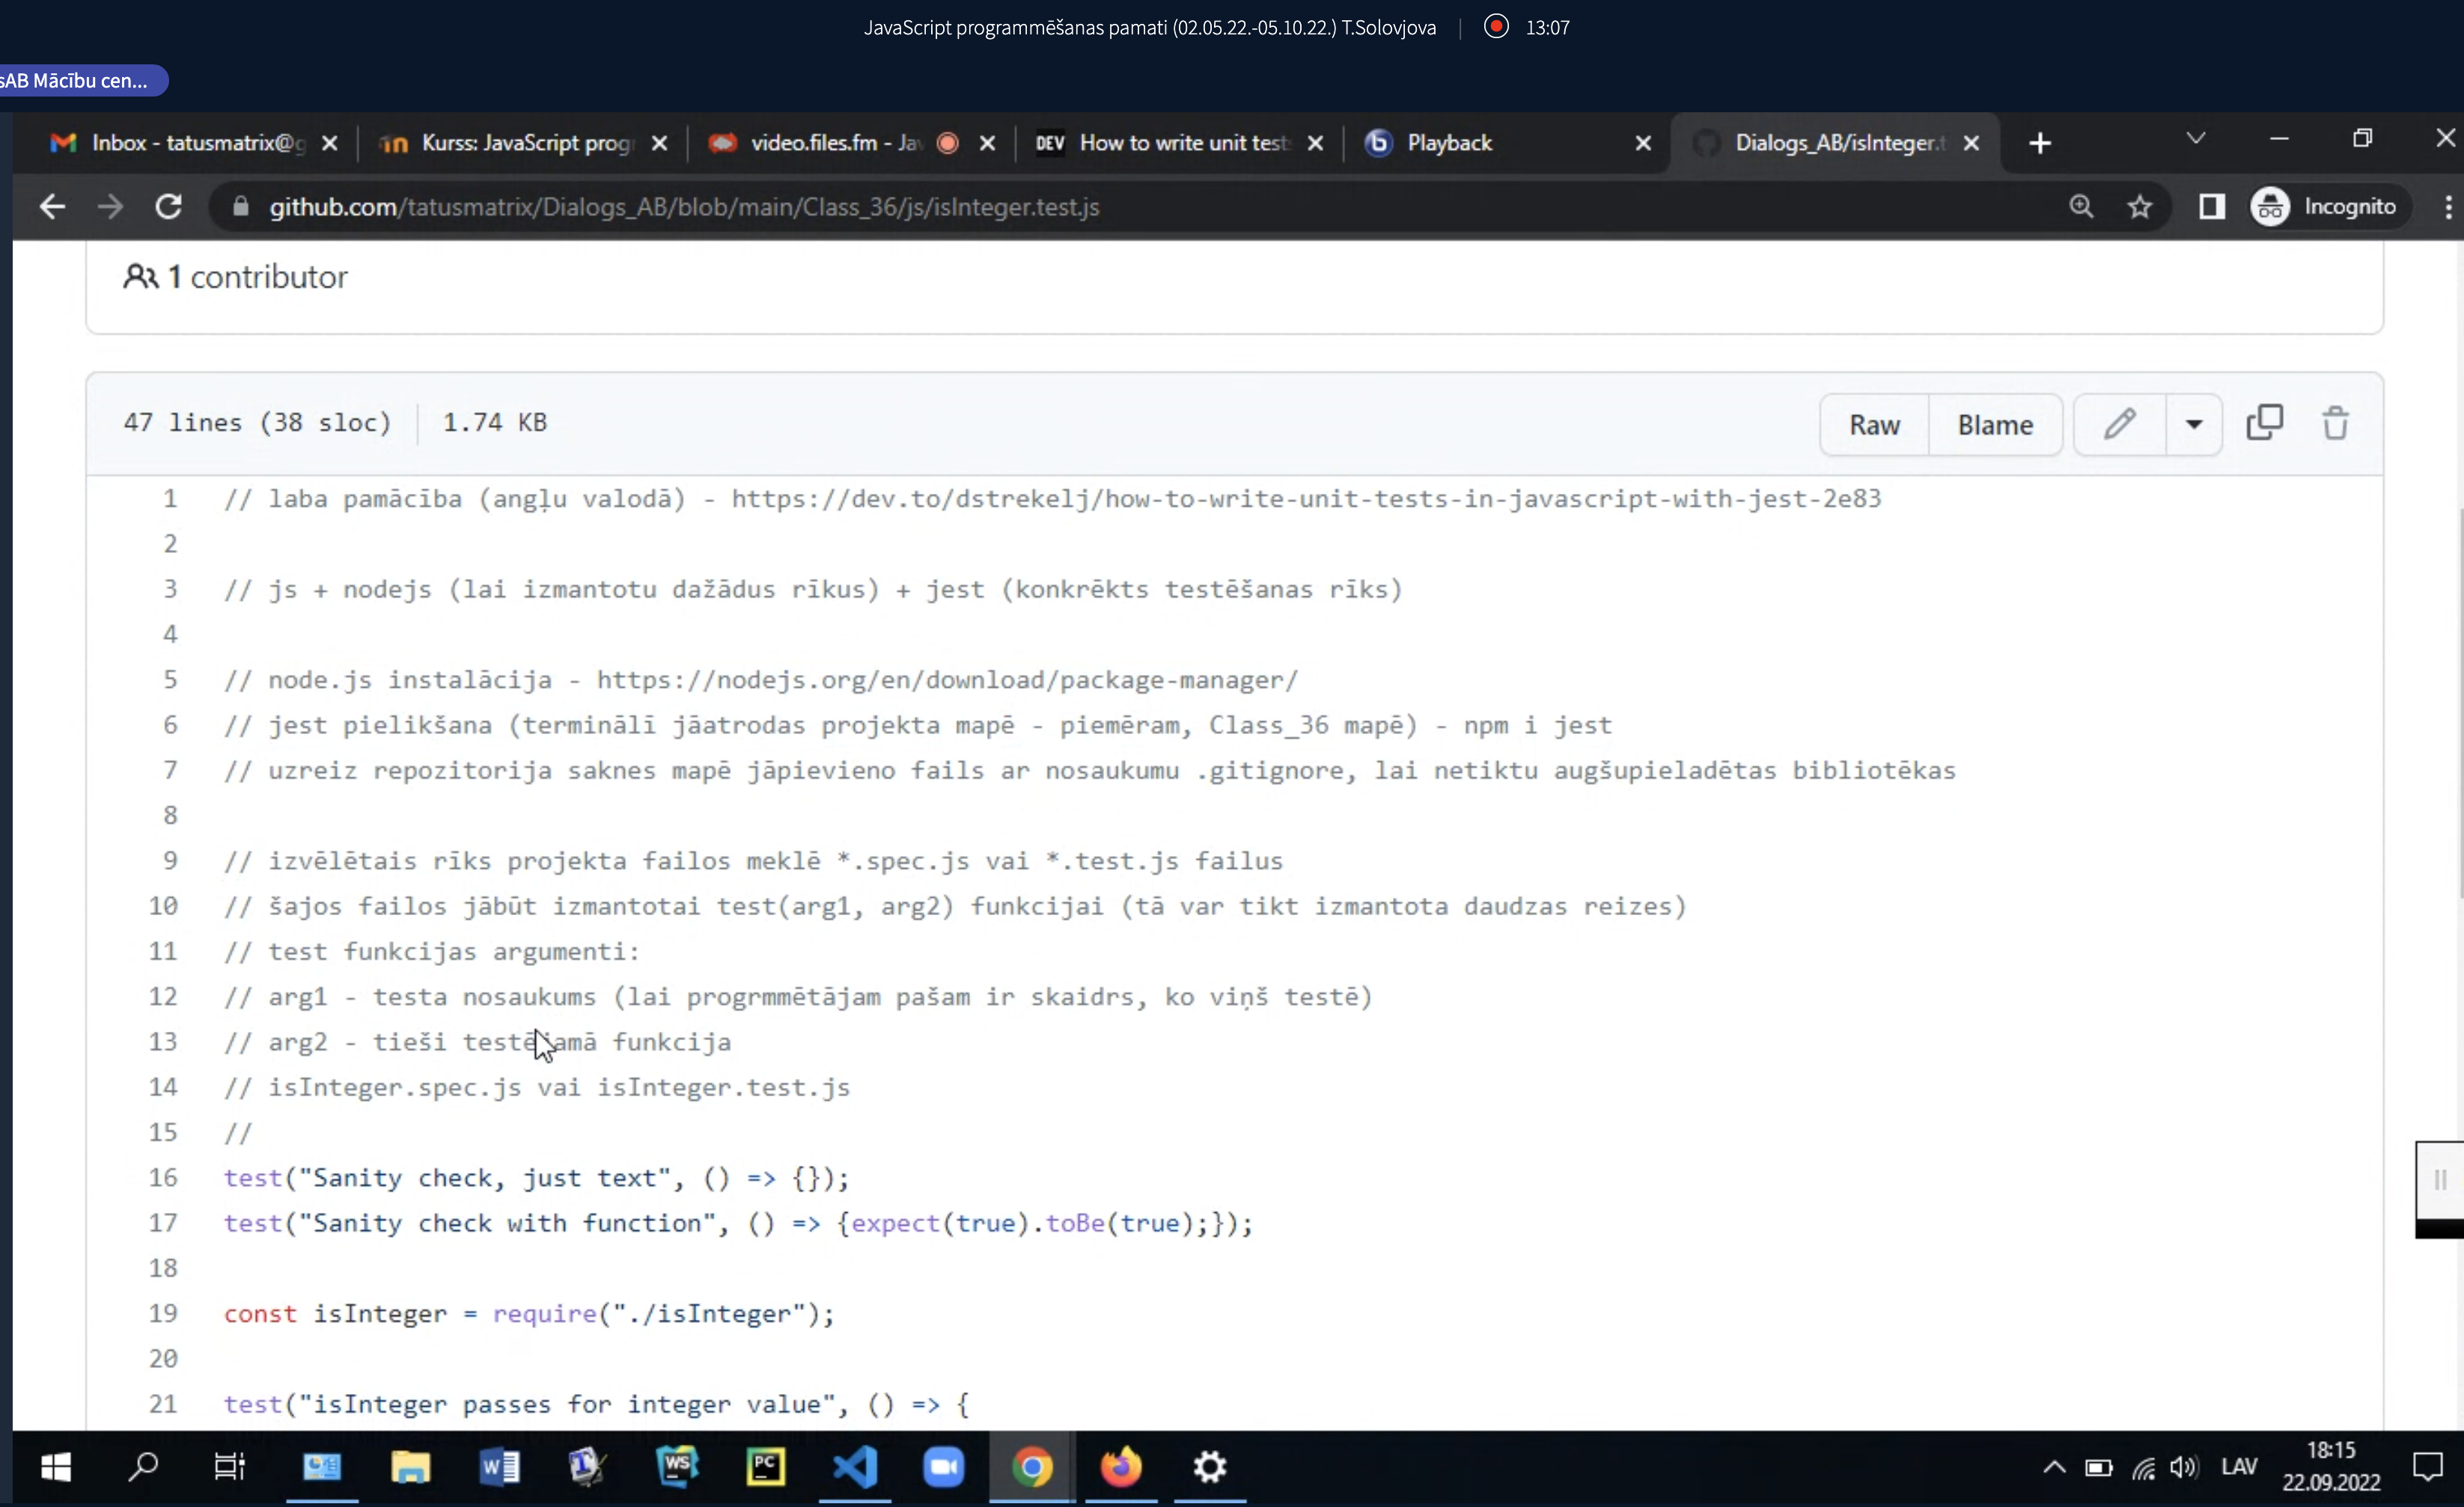 JavaScript programmēšanas pamati (02.05.22.-05.10.22.) T.Solovjova | 13:07
sAB Mācību cen...
Inbox - tatusmatrix@g
Kurss: JavaScript prog
video.files.fm - Jav
DEV How to write unit test
Playback
Dialogs_AB/isInteger.t
github.com/tatusmatrix/Dialogs_AB/blob/main/Class_36/js/isInteger.test.js
Incognito
1 contributor
47 lines (38 sloc) | 1.74 KB
Raw Blame
1 // laba pamācība (angļu valodā) - https://dev.to/dstrekelj/how-to-write-unit-tests-in-javascript-with-jest-2e83
2
3 // js + nodejs (lai izmantotu dažādus rīkus) + jest (konkrēkts testēšanas rīks)
4
5 // node.js instalācija - https://nodejs.org/en/download/package-manager/
6 // jest pielikšana (terminālī jāatrodas projekta mapē - piemēram, Class_36 mapē) - npm i jest
7 // uzreiz repozitorija saknes mapē jāpievieno fails ar nosaukumu .gitignore, lai netiktu augšupieladētas bibliotēkas
8
9 // izvēlētais rīks projekta failos meklē *.spec.js vai *.test.js failus
10 // šajos failos jābūt izmantotai test(arg1, arg2) funkcijai (tā var tikt izmantota daudzas reizes)
11 // test funkcijas argumenti:
12 // arg1 - testa nosaukums (lai progrmmētājam pašam ir skaidrs, ko viņš testē)
13 // arg2 - tieši testējamā funkcija
14 // isInteger.spec.js vai isInteger.test.js
15 //
16 test("Sanity check, just text", () => {});
17 test("Sanity check with function", () => {expect(true).toBe(true);});
18
19 const isInteger = require("./isInteger");
20
21 test("isInteger passes for integer value", () => {
WS
PC
LAV
18:15
22.09.2022